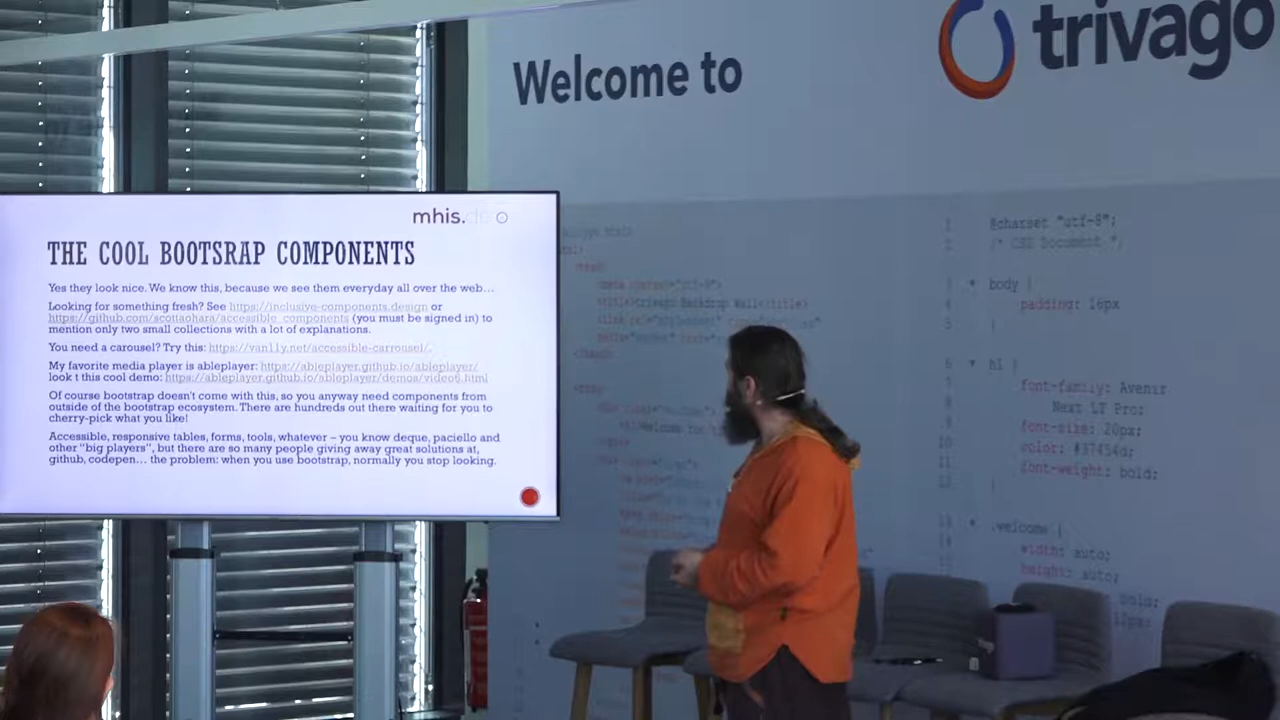 Welcome to
trivago
mhis.
THE COOL BOOTSRAP COMPONENTS
Yes they look nice. We know this, because we see them everyday all over the web...
Looking for something fresh? See https://inclusive-components.design or
https://github.com/scottaohara/accessible_components (you must be signed in) to
mention only two small collections with a lot of explanations.
You need a carousel? Try this: https://van11y.net/accessible-carrousel/.
My favorite media player is ableplayer: https://ableplayer.github.io/ableplayer/
look t this cool demo: https://ableplayer.github.io/ableplayer/demos/video6.html
Of course bootstrap doesn't come with this, so you anyway need components from
outside of the bootstrap ecosystem. There are hundreds out there waiting for you to
cherry-pick what you like!
Accessible, responsive tables, forms, tools, whatever – you know deque, paciello and
other "big players", but there are so many people giving away great solutions at,
github, codepen... the problem: when you use bootstrap, normally you stop looking.
1 @charset "utf-8";
2 /* CSS Document */
body {
padding: 16px
6 h1 {
font-family: Avenir
Next LT Pro;
font-size: 20px;
color: #37454d;
font-weight: bold;
.welcome {
width: auto;
height: auto;